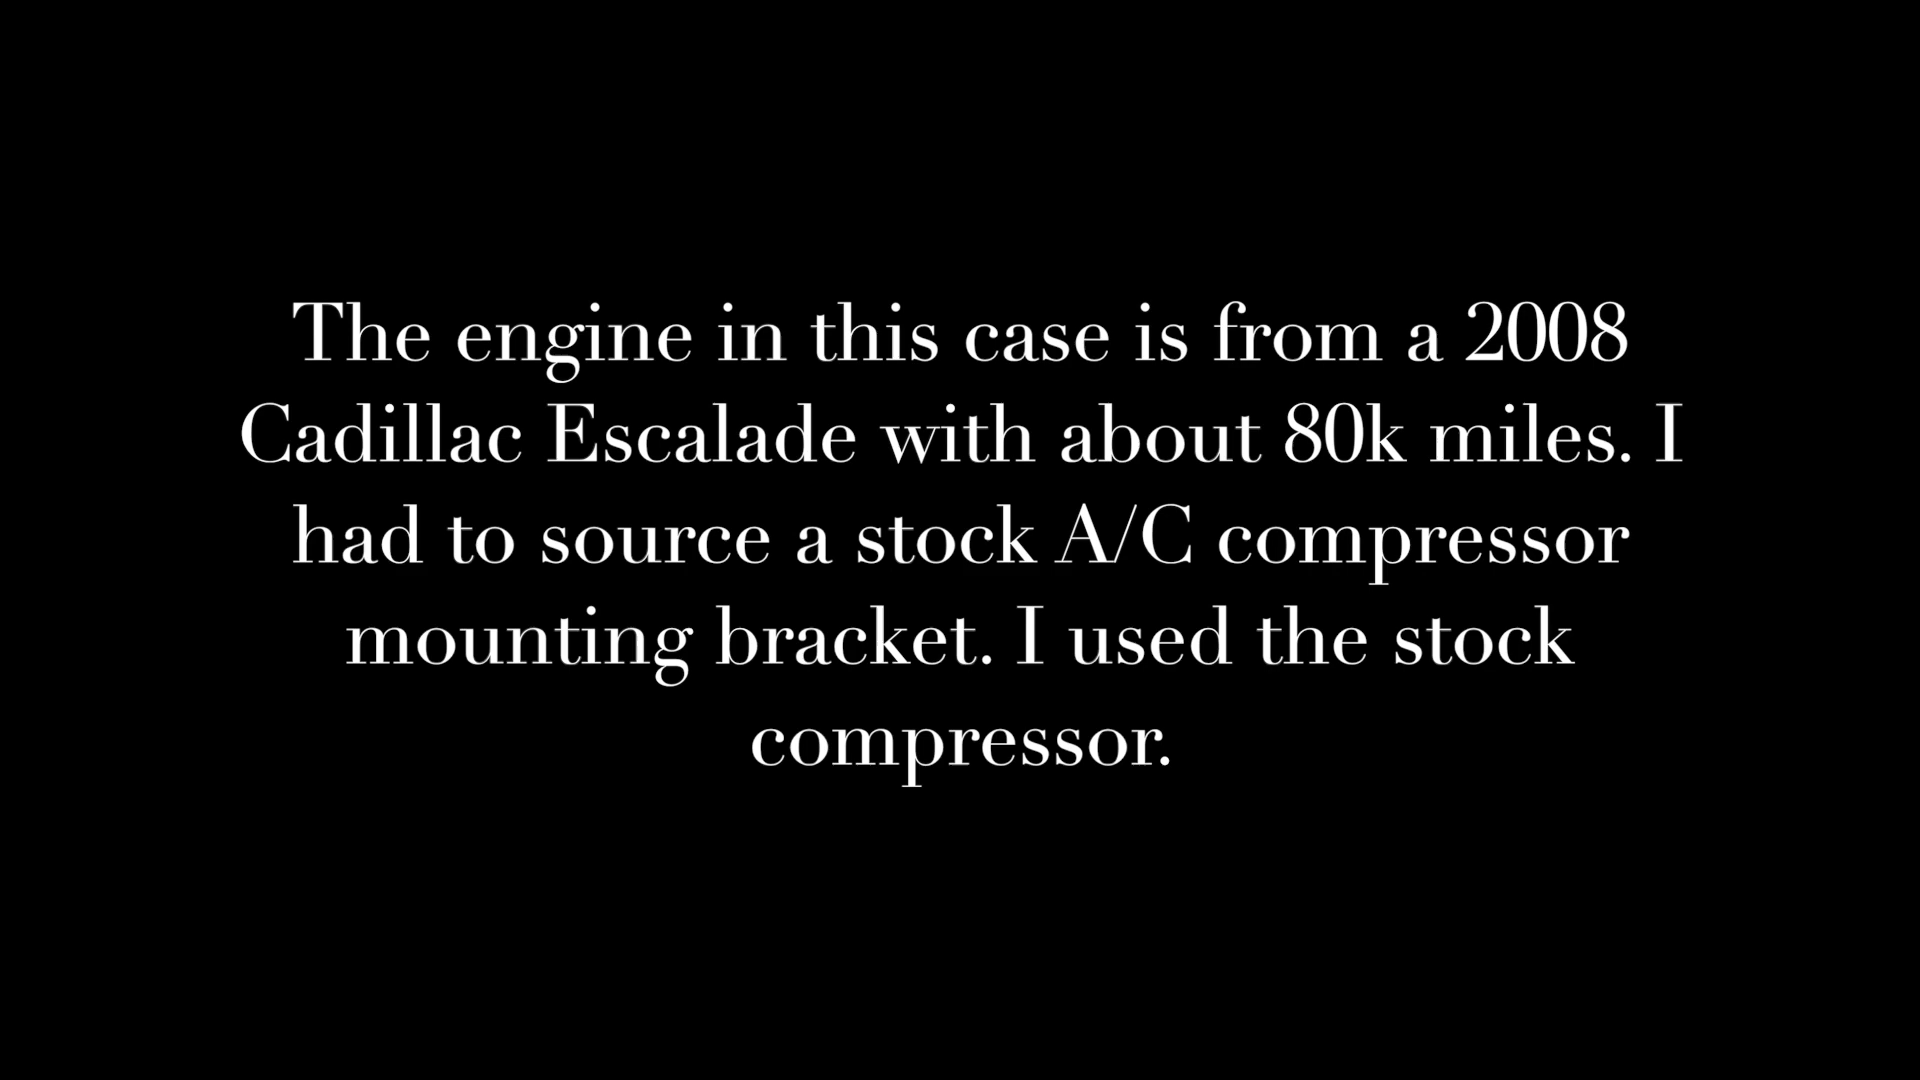 The engine in this case is from a 2008
Cadillac Escalade with about 80k miles. I
had to source a stock A/C compressor
mounting bracket. I used the stock
compressor.